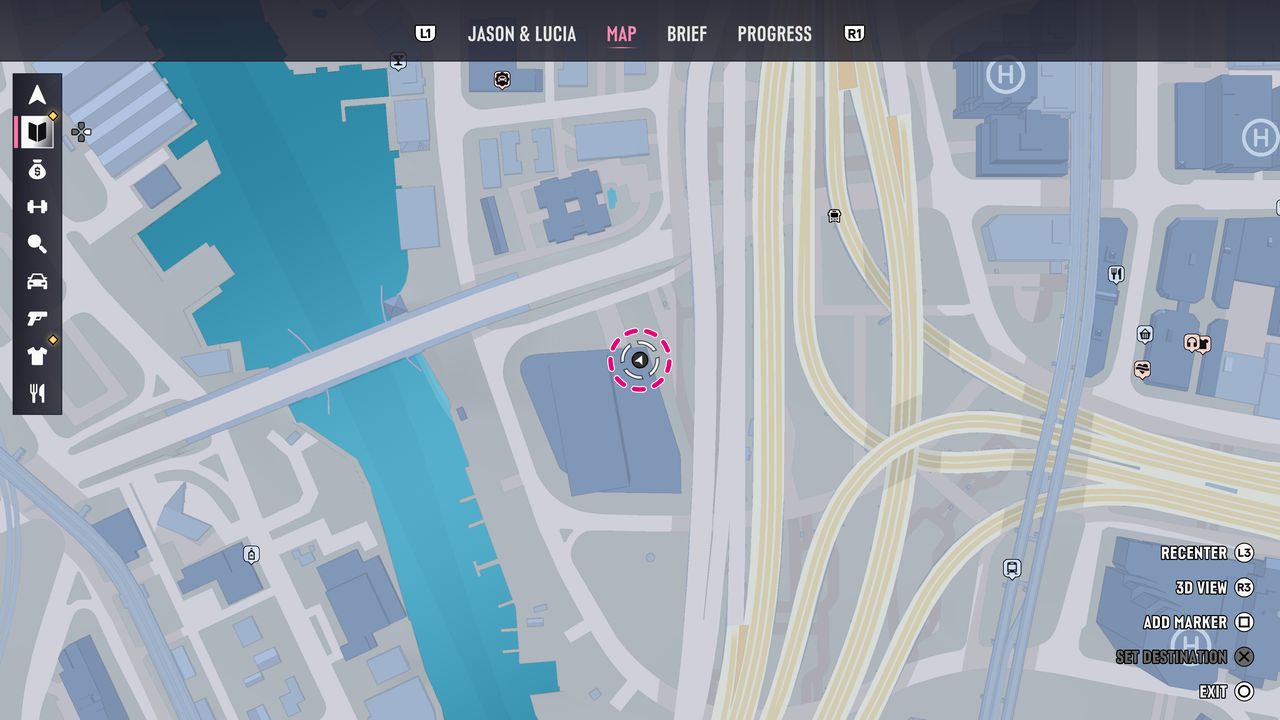 L1 JASON & LUCIA MAP BRIEF PROGRESS R1
H
H
$
RECENTER L3
3D VIEW R3
ADD MARKER
H
SET DESTINATION
EXIT